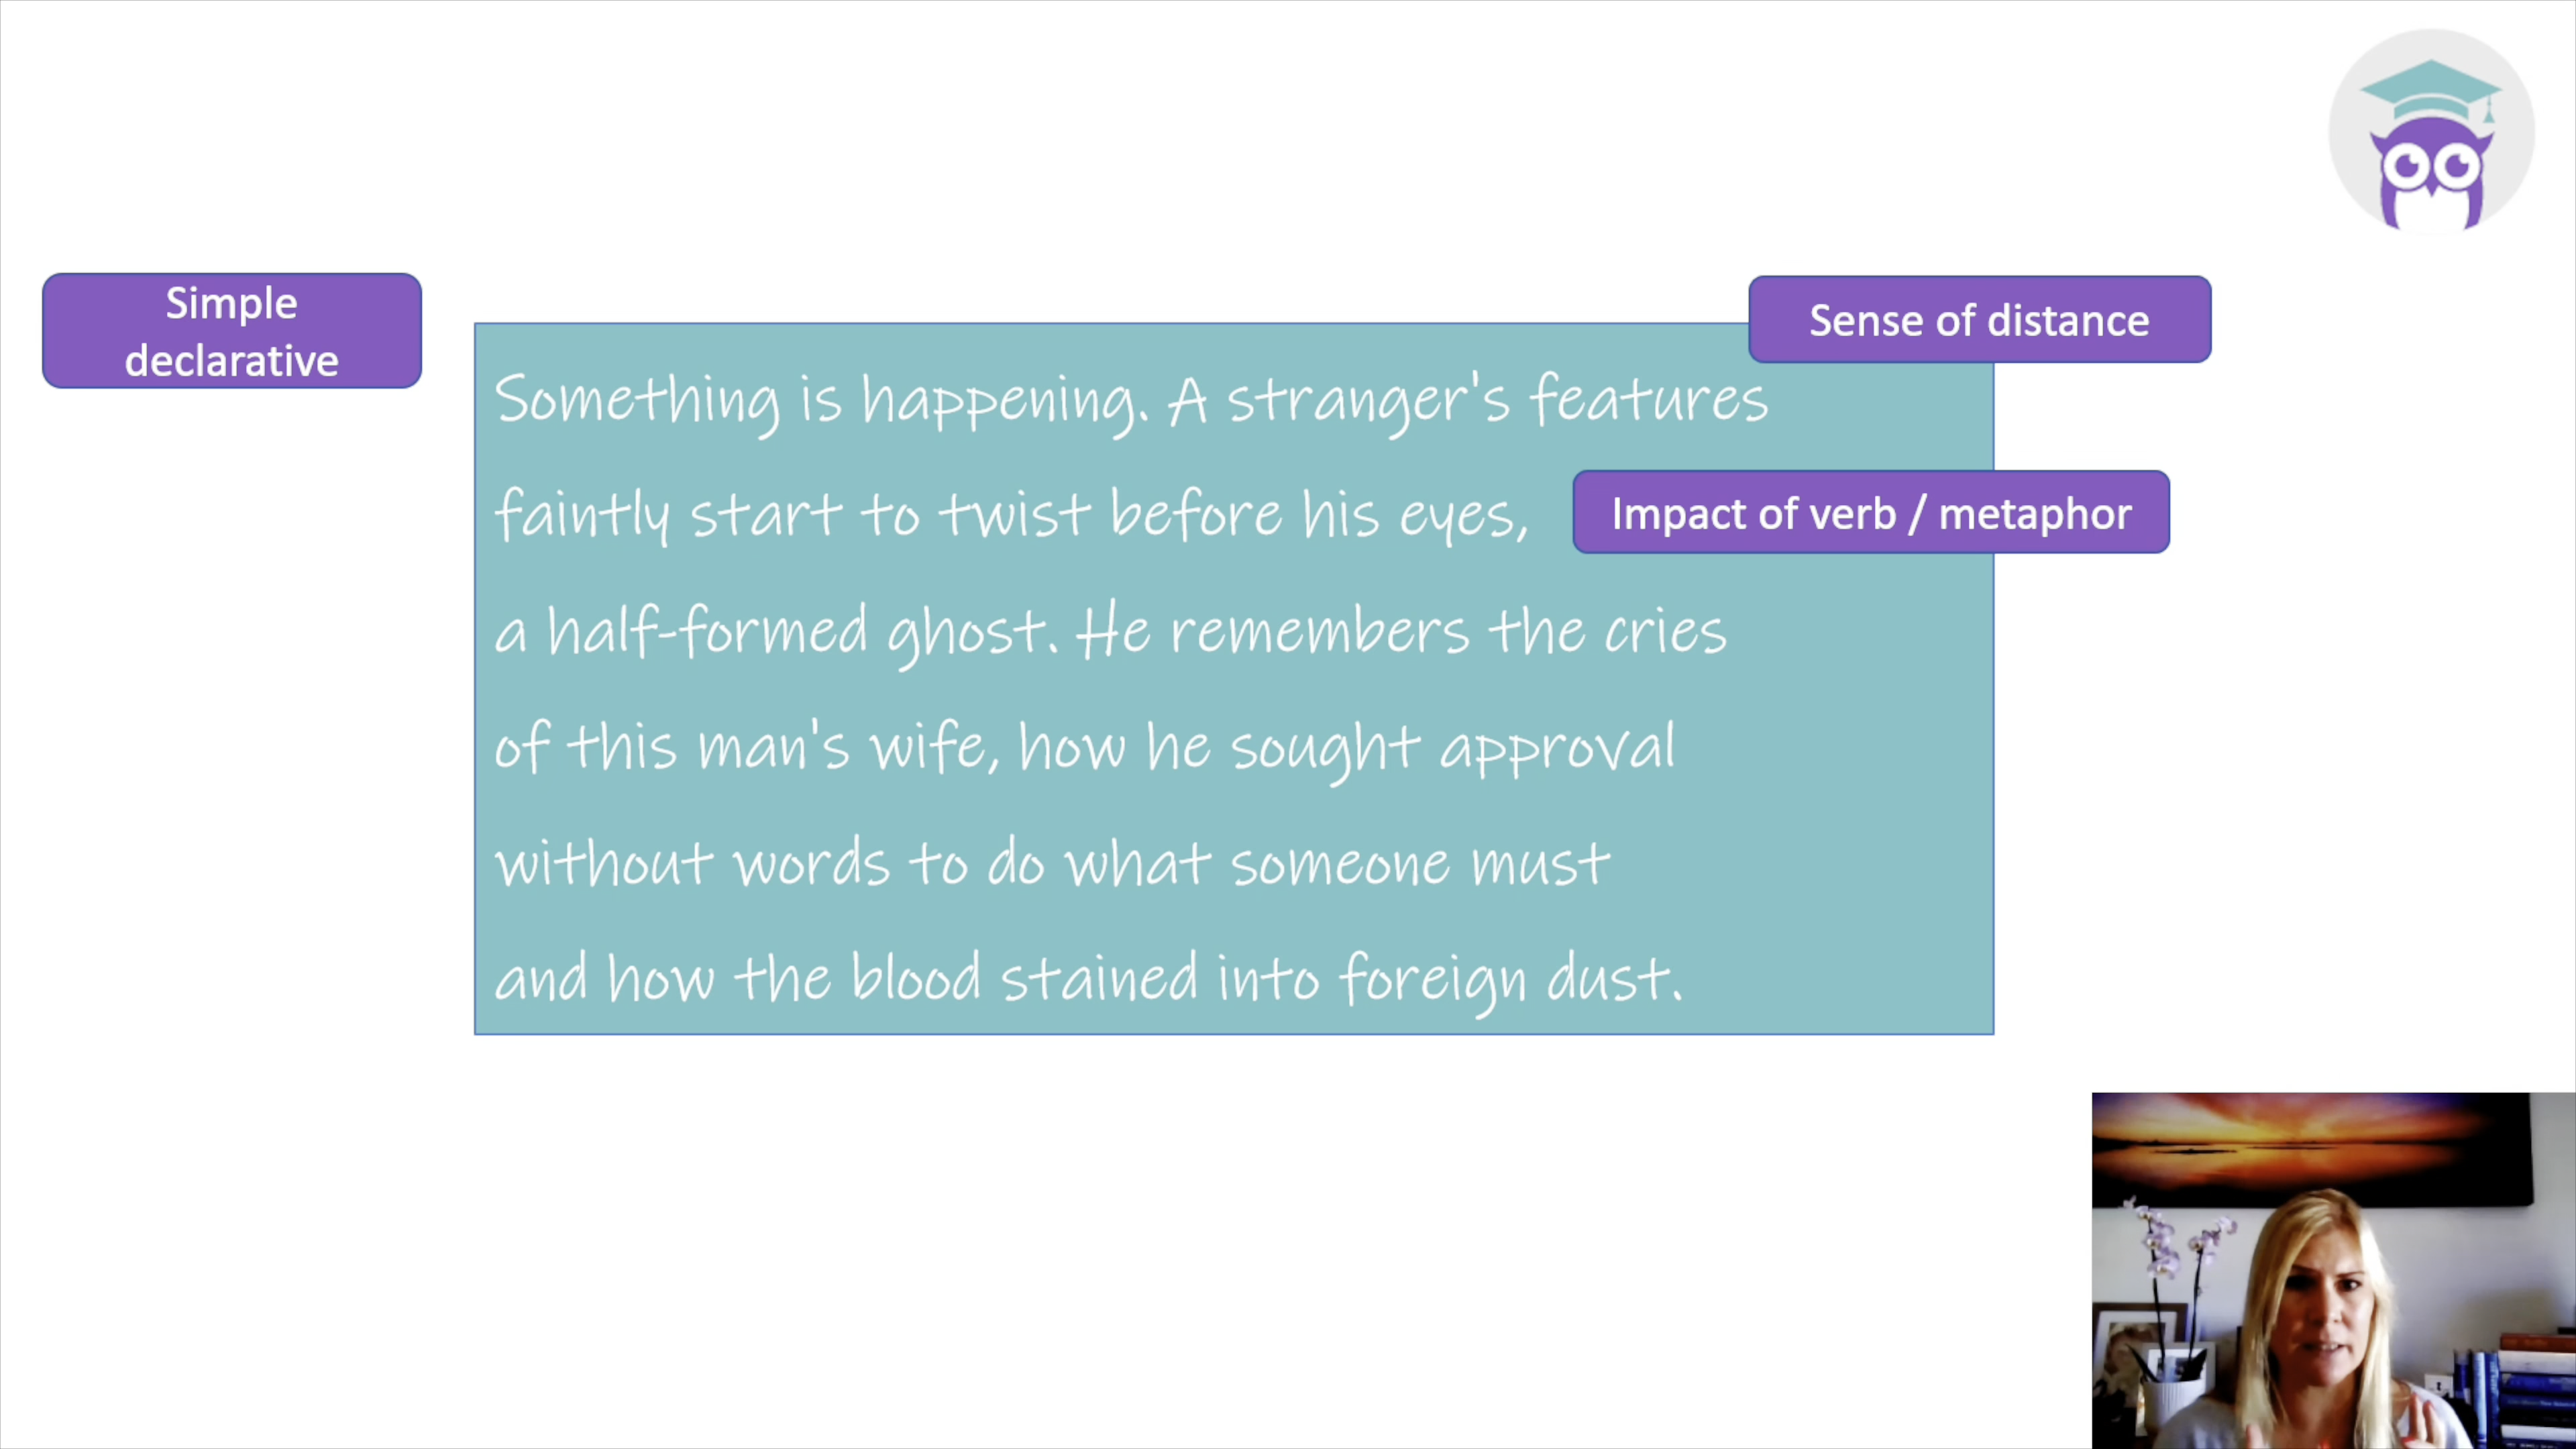 Simple
declarative
Sense of distance
Something is happening. A stranger's features
faintly start to twist before his eyes,
Impact of verb / metaphor
a half-formed ghost. He remembers the cries
of this man's wife, how he sought approval
without words to do what someone must
and how the blood stained into foreign dust.